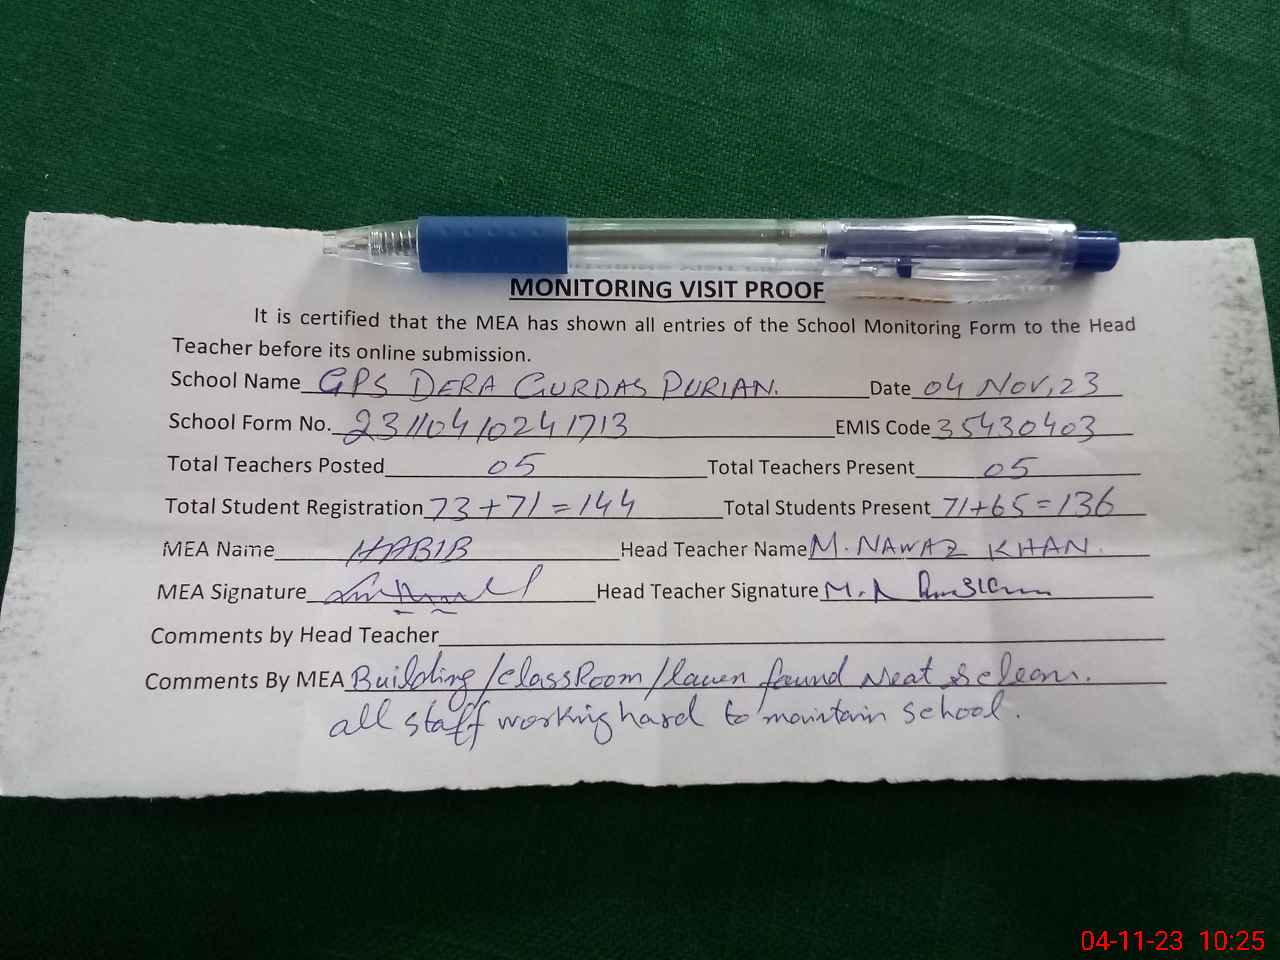 MONITORING VISIT PROOF
It is certified that the MEA has shown all entries of the School Monitoring Form to the Head
Teacher before its online submission.
School Name GPS DERA GURDAS PURIAN. Date 04 Nov,23
School Form No. 23110410241713 EMIS Code 35430403
Total Teachers Posted 05 Total Teachers Present 05
Total Student Registration 73+71=144 Total Students Present 71+65=136
MEA Name HABIB Head Teacher Name M. NAWAZ KHAN.
MEA Signature Head Teacher Signature M. N
Comments by Head Teacher
Comments By MEA Building/classRoom/lawen found Neat & clean.
all staff working hard to maintain school.
04-11-23 10:25